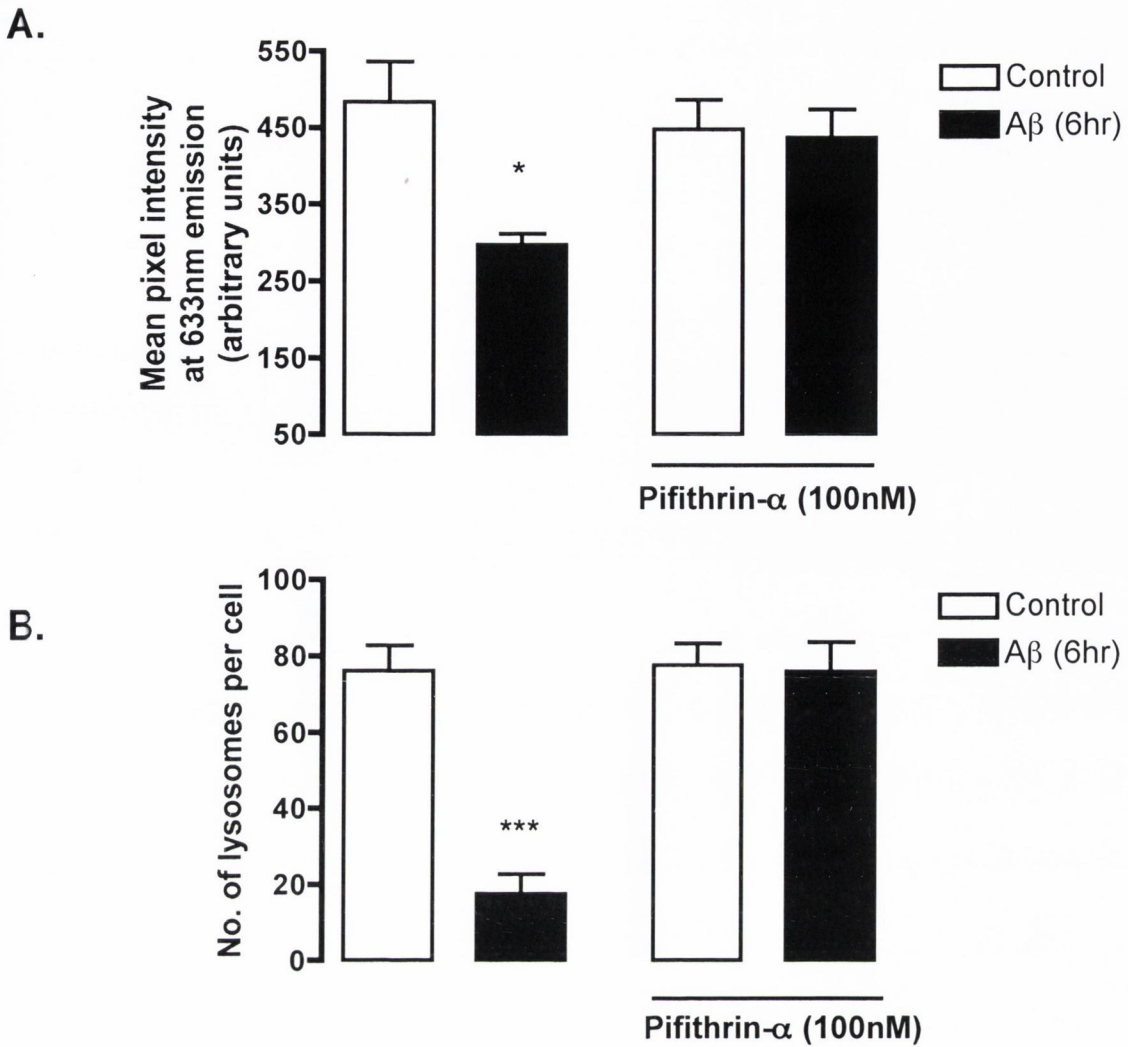 A.
Mean pixel intensity
at 633nm emission
(arbitrary units)
550
450
350
250
150
50
*
Control
Aβ (6hr)
Pifithrin-α (100nM)
B.
No. of lysosomes per cell
100
80
60
40
20
0
***
Control
Aβ (6hr)
Pifithrin-α (100nM)